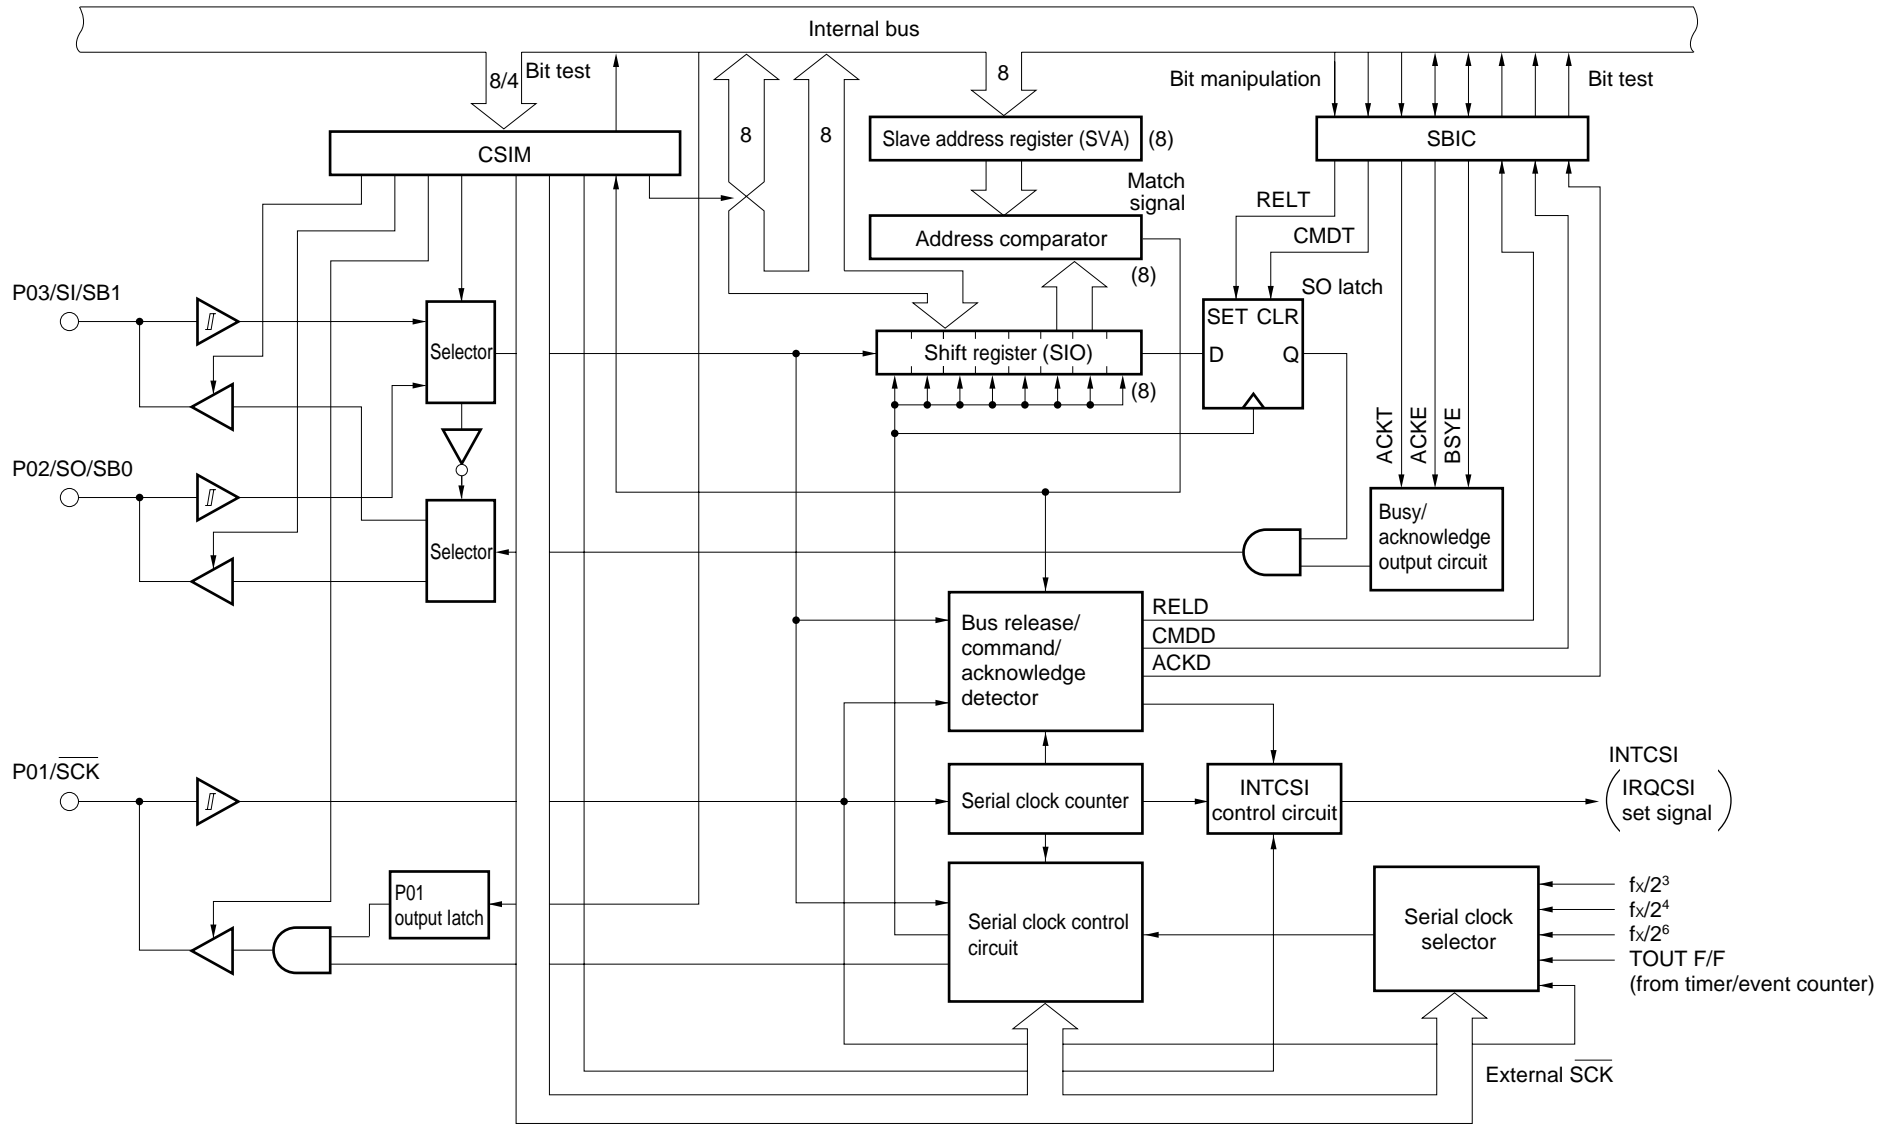 Internal bus
8/4
Bit test
8
8
8
Bit manipulation
Bit test
CSIM
Slave address register (SVA)
(8)
SBIC
Match
signal
RELT
CMDT
Address comparator
(8)
P03/SI/SB1
SO latch
SET CLR
D
Q
Selector
Shift register (SIO)
(8)
ACKT
ACKE
BSYE
P02/SO/SB0
Selector
Busy/
acknowledge
output circuit
Bus release/
command/
acknowledge
detector
RELD
CMDD
ACKD
P01/S̅C̅K̅
Serial clock counter
INTCSI
control circuit
INTCSI
(IRQCSI
set signal)
P01
output latch
Serial clock control
circuit
Serial clock
selector
fx/2³
fx/2⁴
fx/2⁶
TOUT F/F
(from timer/event counter)
External S̅C̅K̅